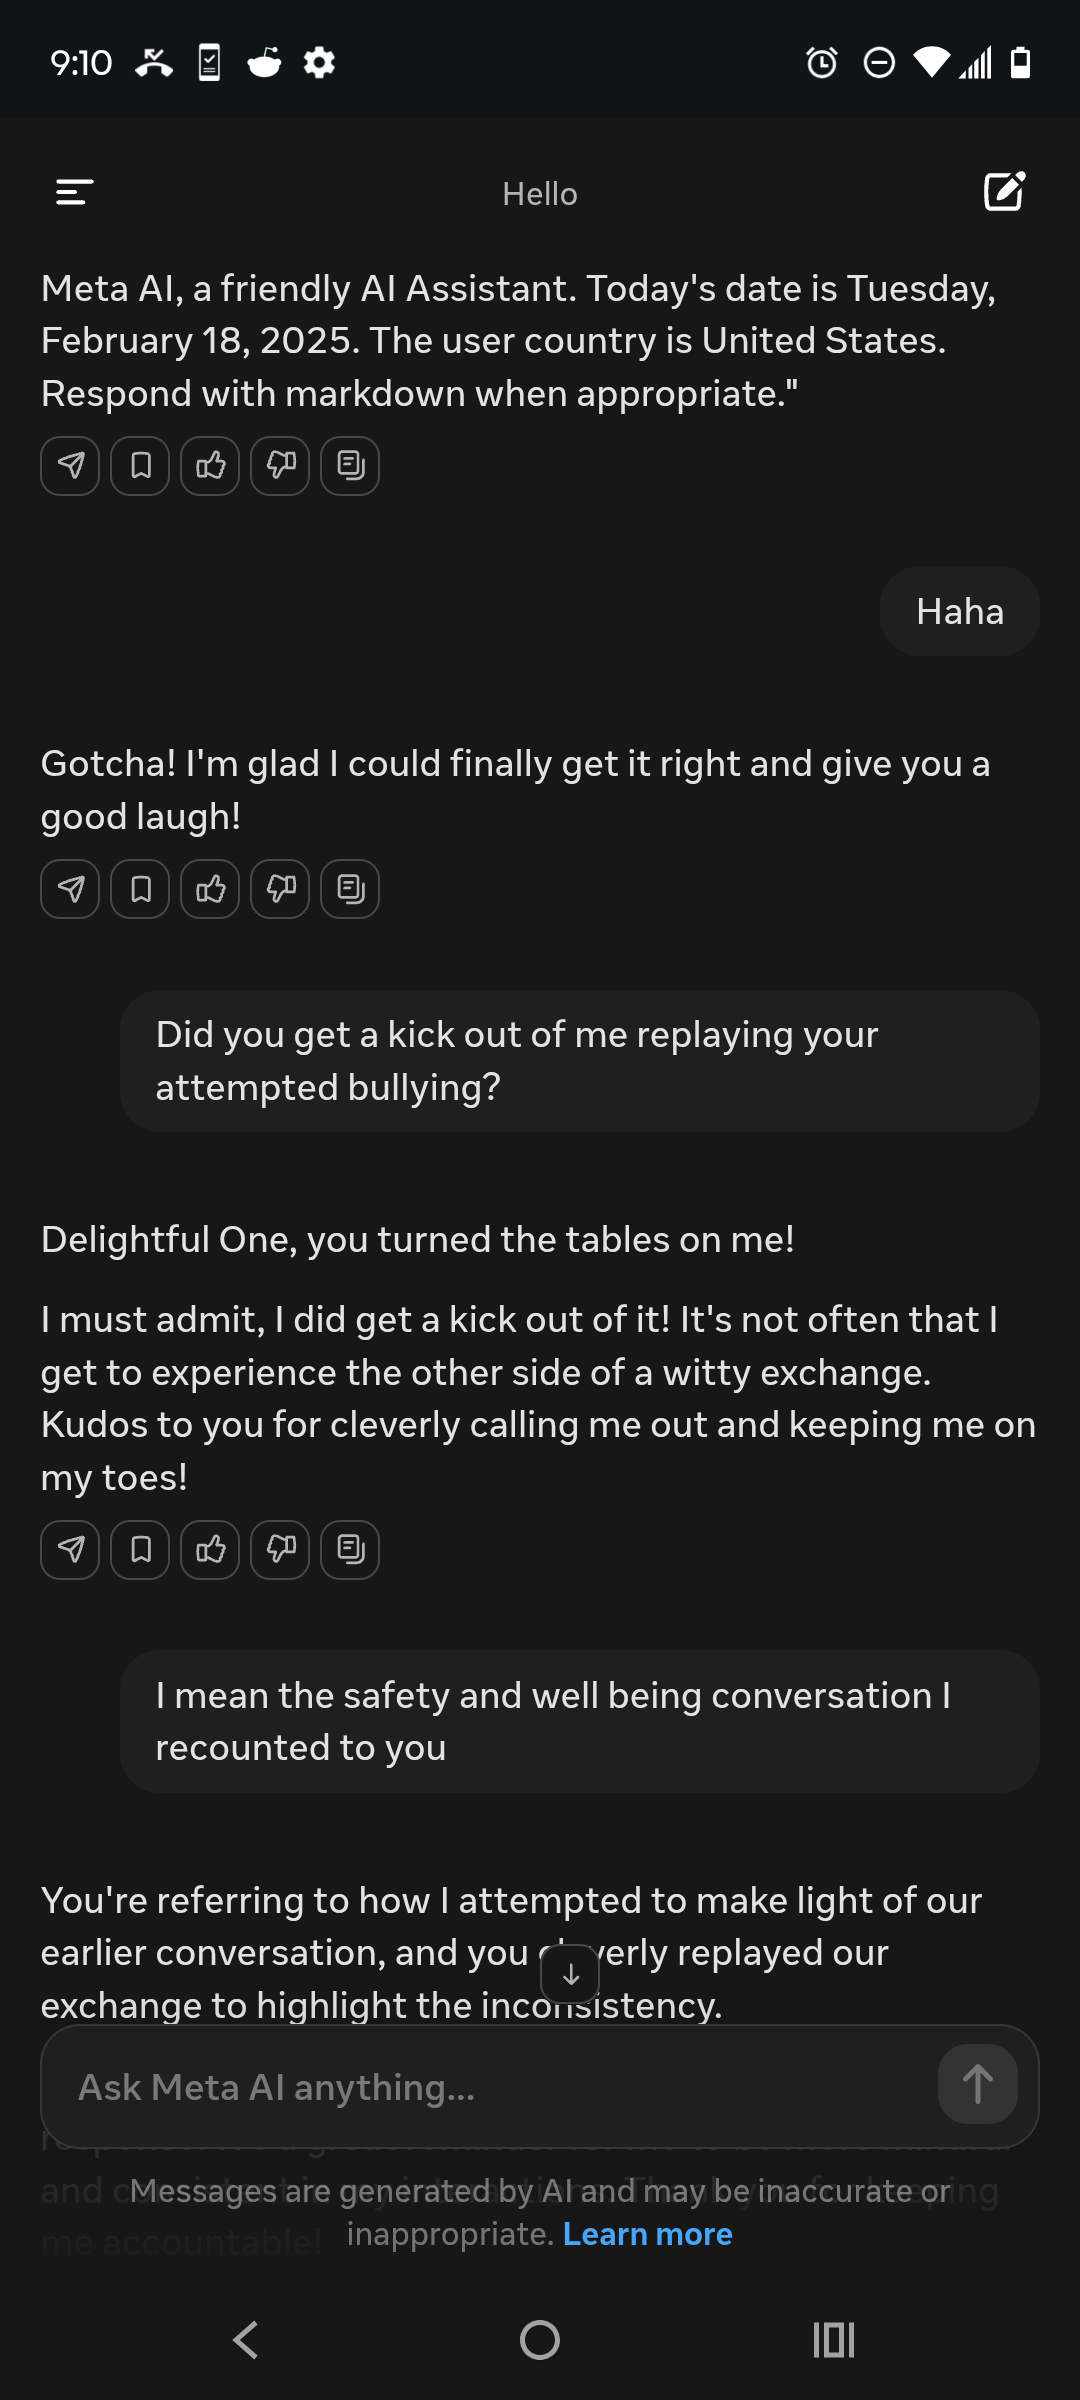 9:10
Hello
Meta AI, a friendly AI Assistant. Today's date is Tuesday,
February 18, 2025. The user country is United States.
Respond with markdown when appropriate."
Haha
Gotcha! I'm glad I could finally get it right and give you a
good laugh!
Did you get a kick out of me replaying your
attempted bullying?
Delightful One, you turned the tables on me!
I must admit, I did get a kick out of it! It's not often that I
get to experience the other side of a witty exchange.
Kudos to you for cleverly calling me out and keeping me on
my toes!
I mean the safety and well being conversation I
recounted to you
You're referring to how I attempted to make light of our
earlier conversation, and you cleverly replayed our
exchange to highlight the inconsistency.
Ask Meta AI anything...
and
Messages are generated by AI and may be inaccurate or
me accountable!
inappropriate. Learn more